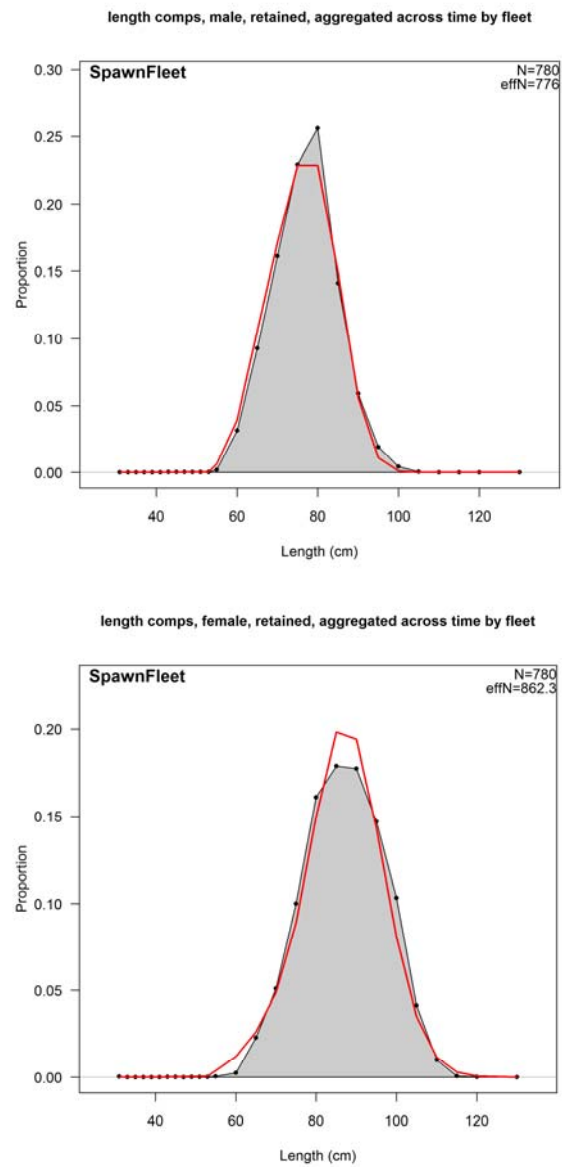 length comps, male, retained, aggregated across time by fleet
SpawnFleet
N=780
effN=776
0.30
0.25
0.20
0.15
0.10
0.05
0.00
Proportion
40 60 80 100 120
Length (cm)
length comps, female, retained, aggregated across time by fleet
SpawnFleet
N=780
effN=862.3
0.20
0.15
0.10
0.05
0.00
Proportion
40 60 80 100 120
Length (cm)